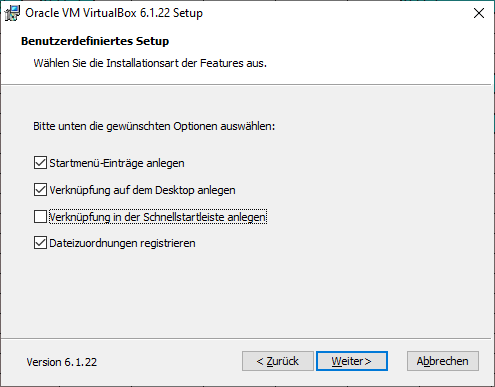 Oracle VM VirtualBox 6.1.22 Setup
Benutzerdefiniertes Setup
Wählen Sie die Installationsart der Features aus.
Bitte unten die gewünschten Optionen auswählen:
Startmenü-Einträge anlegen
Verknüpfung auf dem Desktop anlegen
Verknüpfung in der Schnellstartleiste anlegen
Dateizuordnungen registrieren
Version 6.1.22
< Zurück
Weiter>
Abbrechen